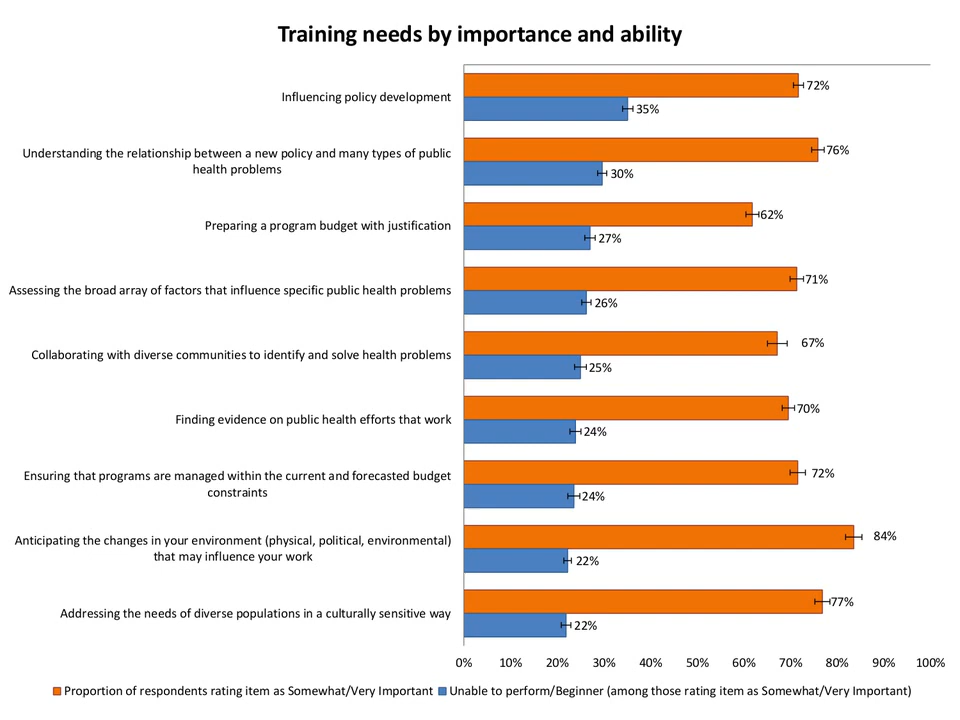 Training needs by importance and ability
Influencing policy development
72%
35%
Understanding the relationship between a new policy and many types of public
health problems
76%
30%
Preparing a program budget with justification
62%
27%
Assessing the broad array of factors that influence specific public health problems
71%
26%
Collaborating with diverse communities to identify and solve health problems
67%
25%
Finding evidence on public health efforts that work
70%
24%
Ensuring that programs are managed within the current and forecasted budget
constraints
72%
24%
Anticipating the changes in your environment (physical, political, environmental)
that may influence your work
84%
22%
Addressing the needs of diverse populations in a culturally sensitive way
77%
22%
0% 10% 20% 30% 40% 50% 60% 70% 80% 90% 100%
Proportion of respondents rating item as Somewhat/Very Important Unable to perform/Beginner (among those rating item as Somewhat/Very Important)